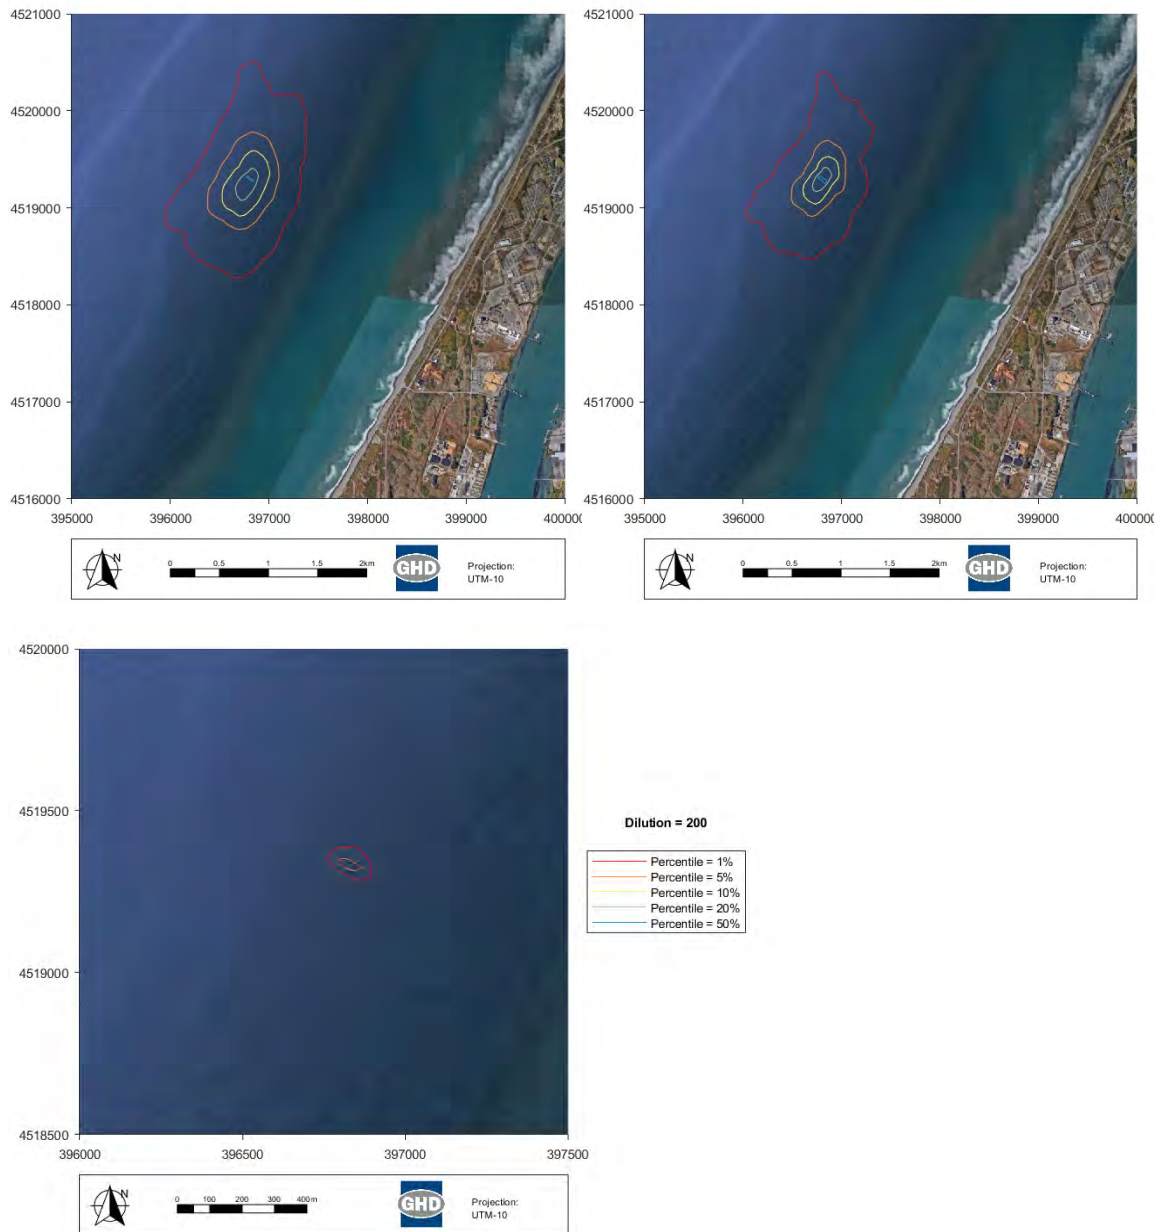 4521000
4520000
4519000
4518000
4517000
4516000
395000 396000 397000 398000 399000 40000
N
0 0.5 1 1.5 2km
GHD
Projection:
UTM-10
4521000
4520000
4519000
4518000
4517000
4516000
395000 396000 397000 398000 399000 400000
N
0 0.5 1 1.5 2km
GHD
Projection:
UTM-10
4520000
4519500
4519000
4518500
396000 396500 397000 397500
N
0 100 200 300 400m
GHD
Projection:
UTM-10
Dilution = 200
Percentile = 1%
Percentile = 5%
Percentile = 10%
Percentile = 20%
Percentile = 50%